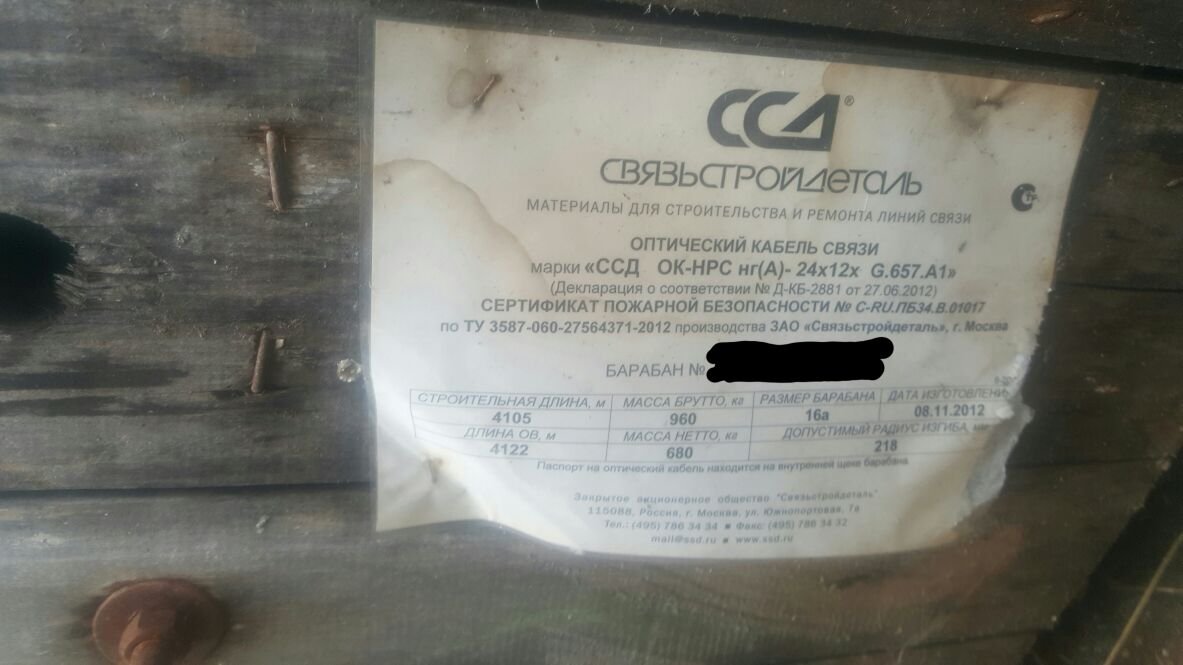 ССД®
СВЯЗЬСТРОЙДЕТАЛЬ
МАТЕРИАЛЫ ДЛЯ СТРОИТЕЛЬСТВА И РЕМОНТА ЛИНИЙ СВЯЗИ
ОПТИЧЕСКИЙ КАБЕЛЬ СВЯЗИ
марки «ССД ОК-НРС нг(А)- 24х12х G.657.А1»
(Декларация о соответствии № Д-КБ-2881 от 27.06.2012)
СЕРТИФИКАТ ПОЖАРНОЙ БЕЗОПАСНОСТИ № C-RU.ПБ34.В.01017
по ТУ 3587-060-27564371-2012 производства ЗАО «Связьстройдеталь», г. Москва
БАРАБАН №
СТРОИТЕЛЬНАЯ ДЛИНА, м МАССА БРУТТО, кг РАЗМЕР БАРАБАНА ДАТА ИЗГОТОВЛЕНИ
4105 960 16а 08.11.2012
ДЛИНА ОВ, м МАССА НЕТТО, кг ДОПУСТИМЫЙ РАДИУС ИЗГИБА, мм
4122 680 218
Паспорт на оптический кабель находится на внутренней щеке барабана
Закрытое акционерное общество "Связьстройдеталь"
115088, Россия, г. Москва, ул. Южнопортовая, 7а
Тел.: (495) 786 34 34 ■ Факс: (495) 786 34 32
mail@ssd.ru ■ www.ssd.ru